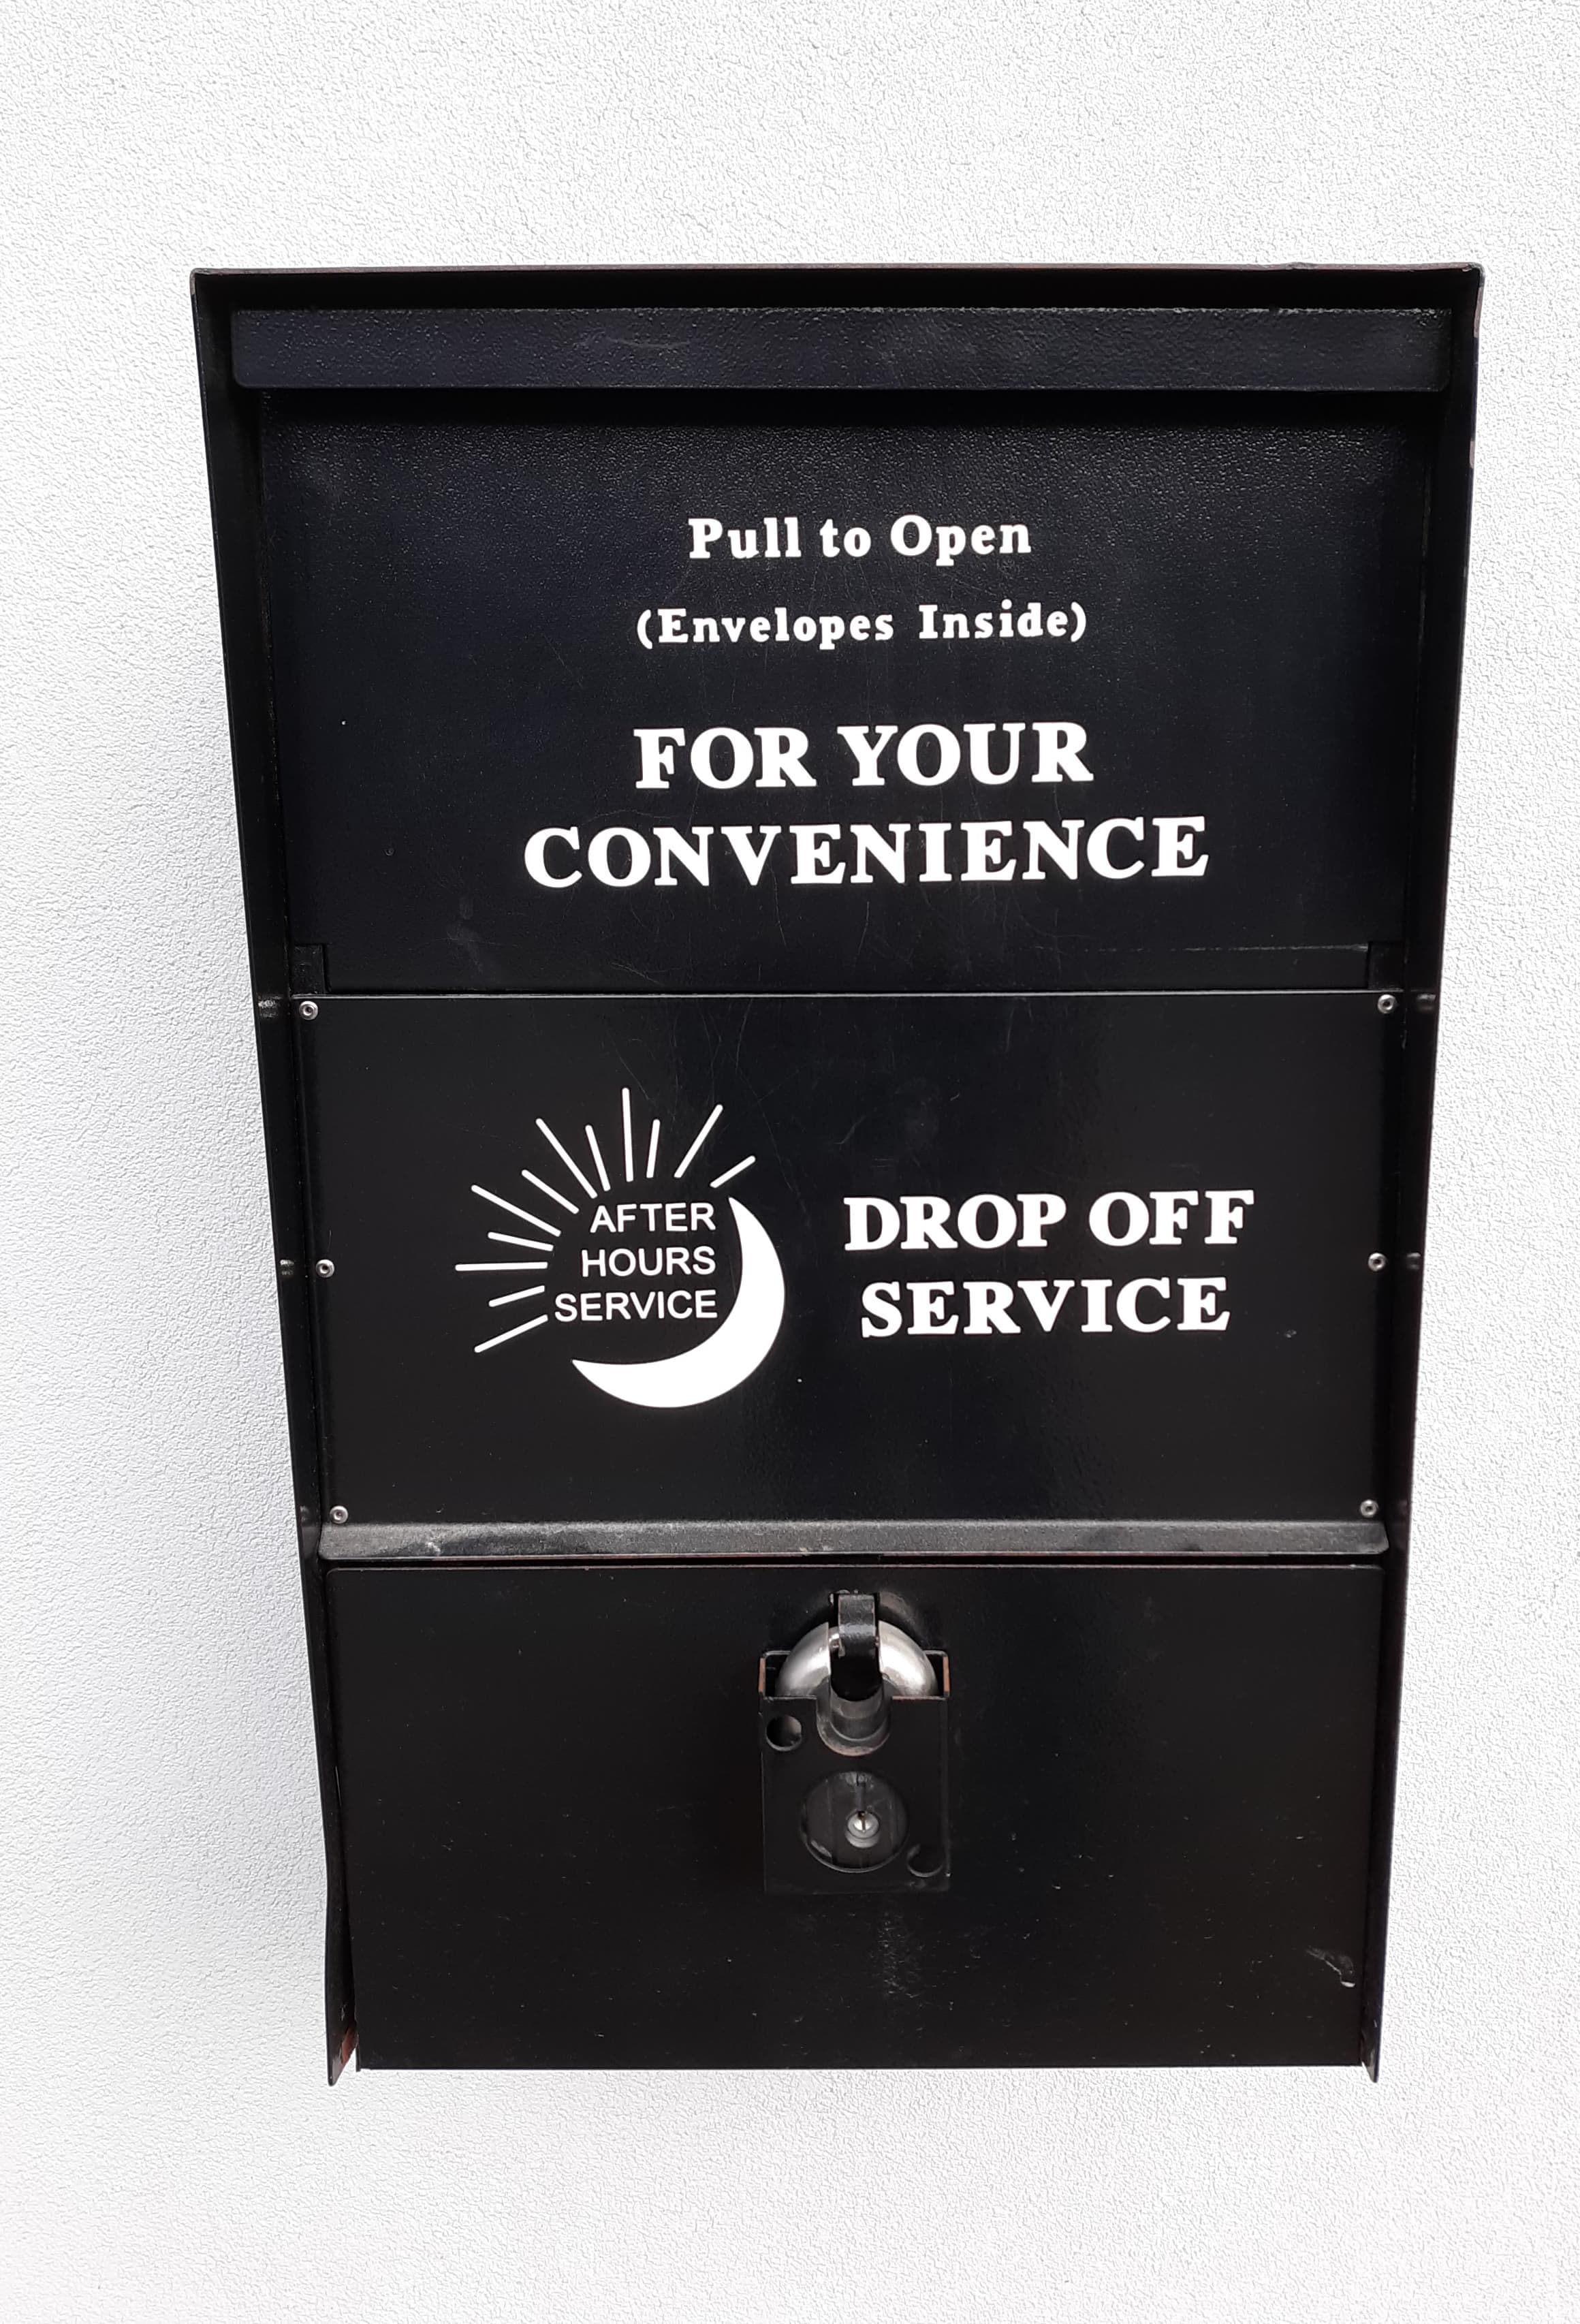 Pull to Open
(Envelopes Inside)
FOR YOUR
CONVENIENCE
AFTER
HOURS
SERVICE
DROP OFF
SERVICE